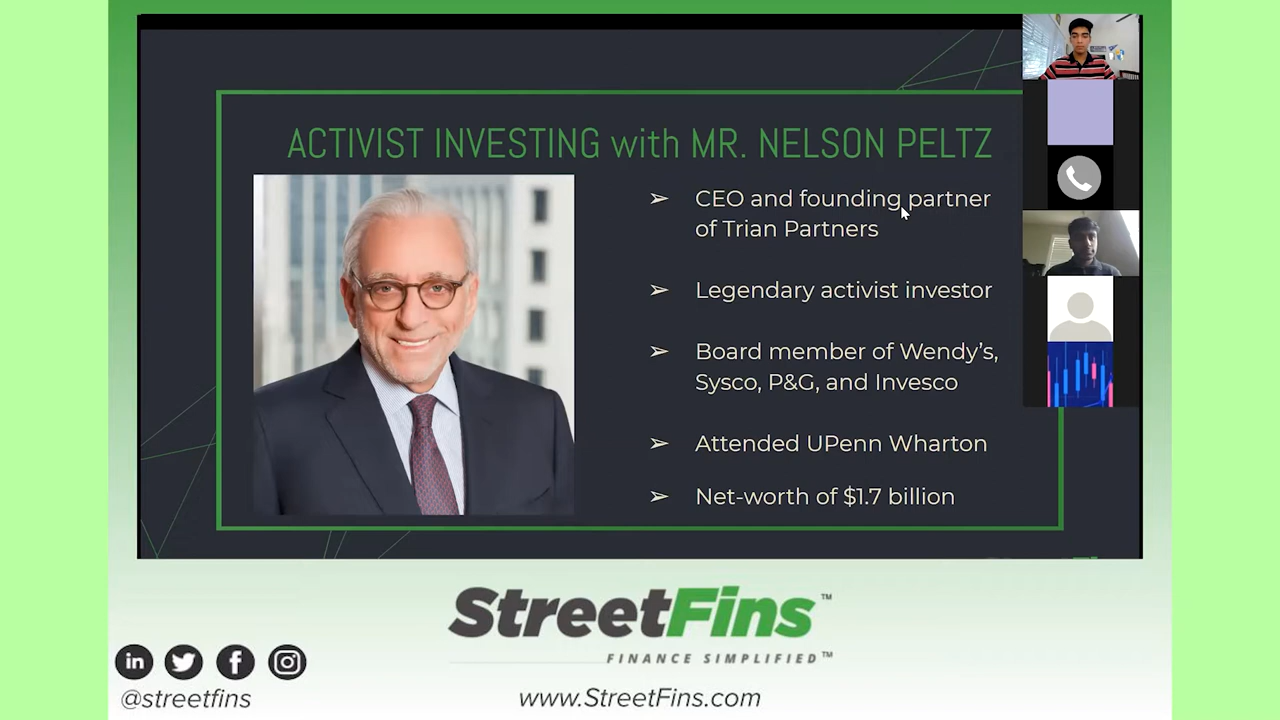 ACTIVIST INVESTING with MR. NELSON PELTZ
➢ CEO and founding partner
of Trian Partners
➢ Legendary activist investor
➢ Board member of Wendy's,
Sysco, P&G, and Invesco
➢ Attended UPenn Wharton
➢ Net-worth of $1.7 billion
StreetFins™
FINANCE SIMPLIFIED™
in
@streetfins
www.StreetFins.com